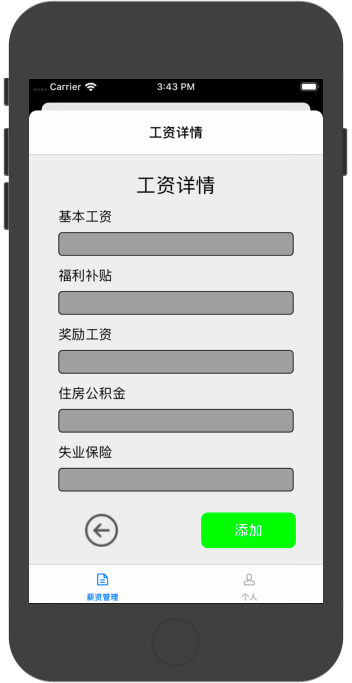 Carrier 3:43 PM
工资详情
工资详情
基本工资
福利补贴
奖励工资
住房公积金
失业保险
添加
薪资管理 个人